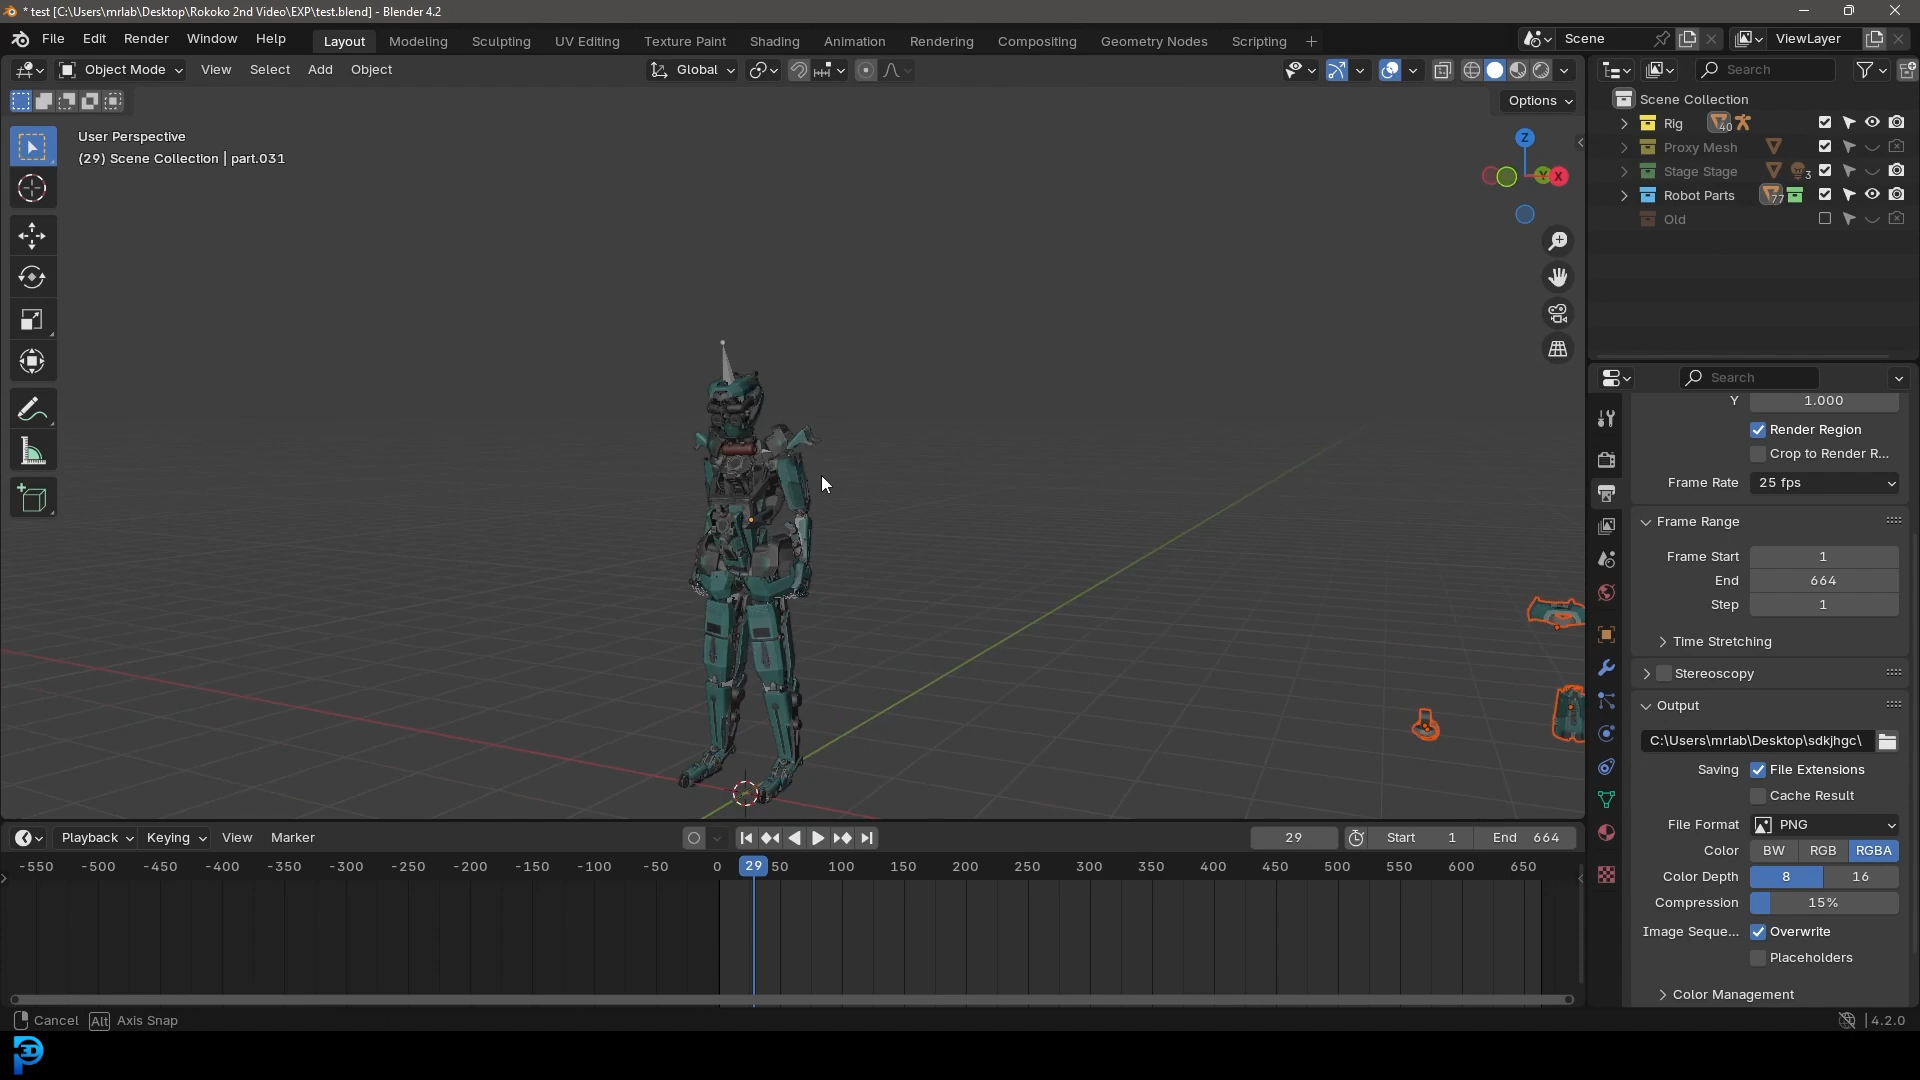 * test [C:\Users\mrlab\Desktop\Rokoko 2nd Video\EXP\test.blend] - Blender 4.2
File Edit Render Window Help Layout Modeling Sculpting UV Editing Texture Paint Shading Animation Rendering Compositing Geometry Nodes Scripting + Scene ViewLayer
Object Mode View Select Add Object Global Search
Options
User Perspective
(29) Scene Collection | part.031
Z
Y
X
Scene Collection
Rig 40
Proxy Mesh
Stage Stage 3
Robot Parts 77
Old
Search
Y 1.000
Render Region
Crop to Render R...
Frame Rate 25 fps
Frame Range
Frame Start 1
End 664
Step 1
Time Stretching
Stereoscopy
Output
C:\Users\mrlab\Desktop\sdkjhgc\
Saving File Extensions
Cache Result
File Format PNG
Color BW RGB RGBA
Color Depth 8 16
Compression 15%
Image Seque... Overwrite
Placeholders
Color Management
Playback Keying View Marker 29 Start 1 End 664
-550 -500 -450 -400 -350 -300 -250 -200 -150 -100 -50 0 29 50 100 150 200 250 300 350 400 450 500 550 600 650
Cancel Alt Axis Snap 4.2.0